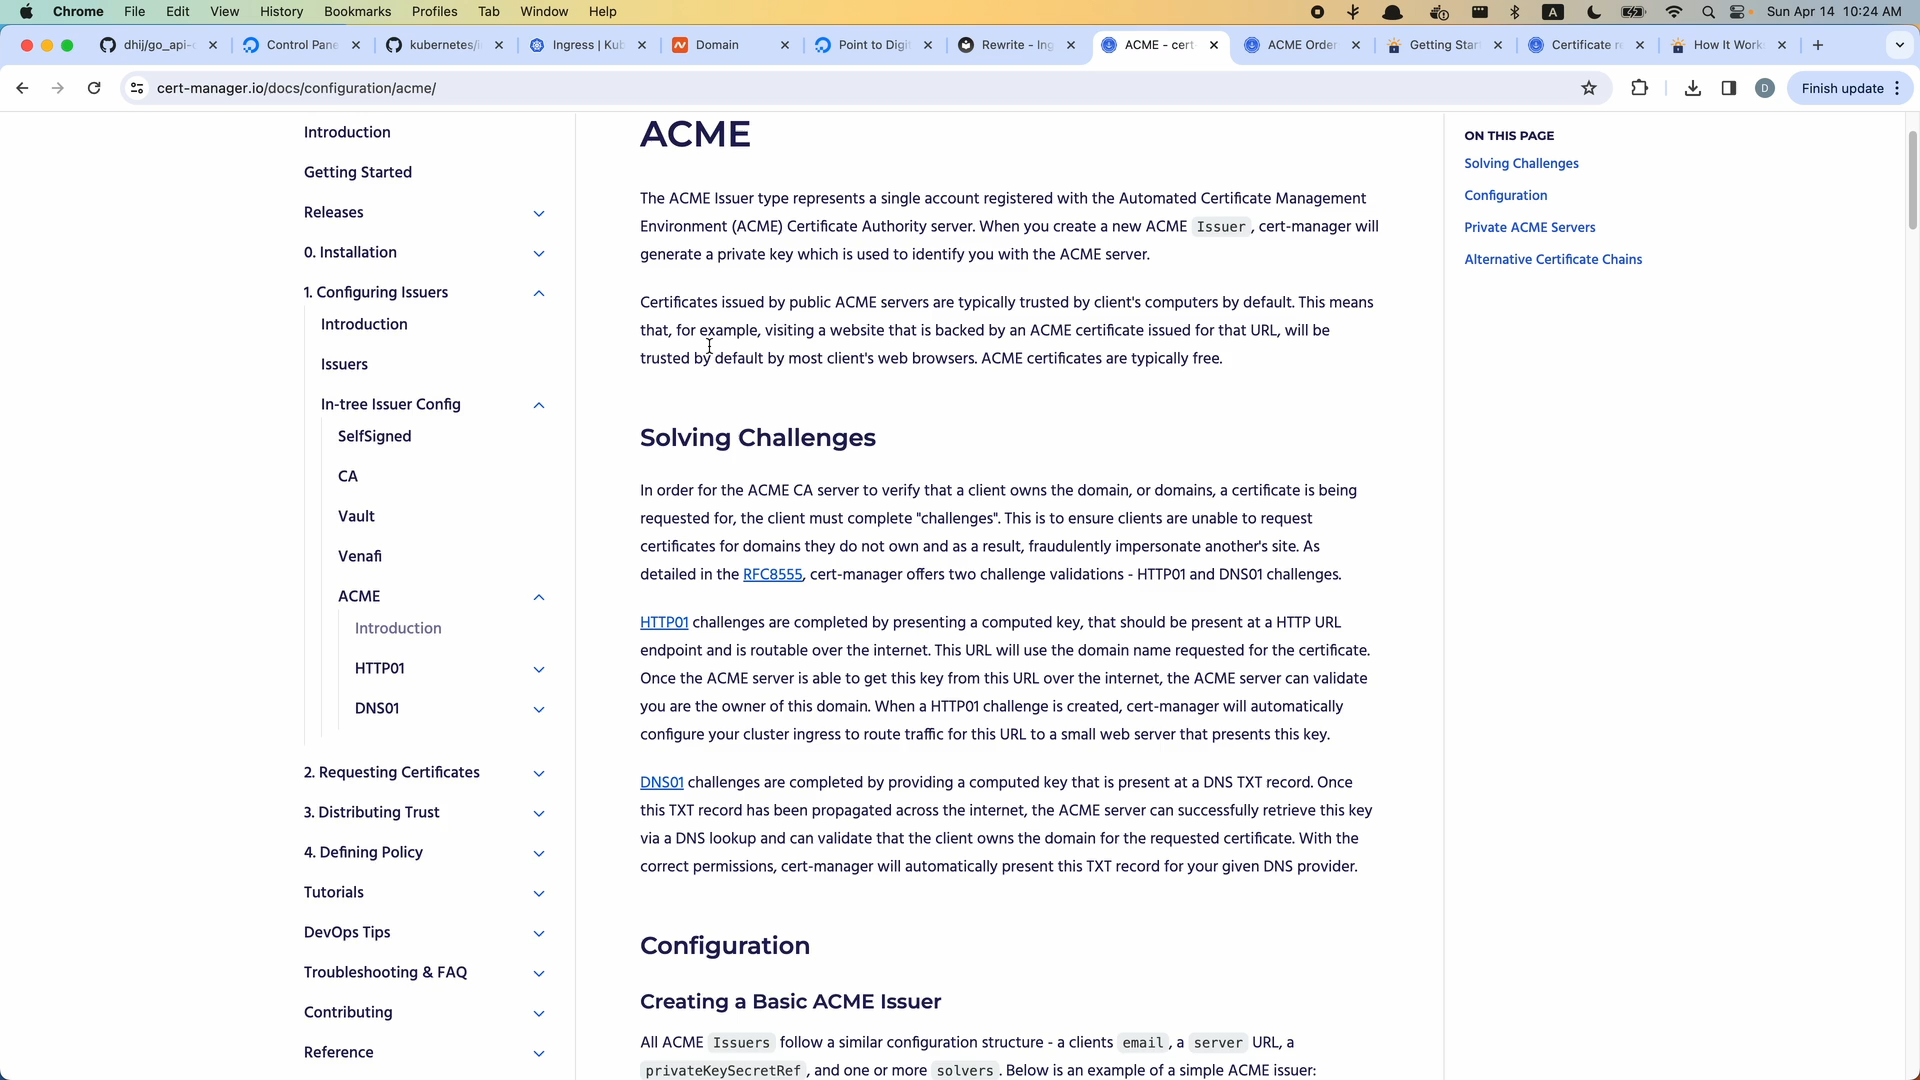 Chrome File Edit View History Bookmarks Profiles Tab Window Help
A
Sun Apr 14 10:24 AM
dhij/go_api-
Control Pane
kubernetes/i
Ingress | Kub
Domain
Point to Digi
Rewrite - Ing
ACME - cert
ACME Order
Getting Star
Certificate r
How It Work
cert-manager.io/docs/configuration/acme/
D
Finish update
Introduction
Getting Started
Releases
0. Installation
1. Configuring Issuers
Introduction
Issuers
In-tree Issuer Config
SelfSigned
CA
Vault
Venafi
ACME
Introduction
HTTP01
DNS01
2. Requesting Certificates
3. Distributing Trust
4. Defining Policy
Tutorials
DevOps Tips
Troubleshooting & FAQ
Contributing
Reference
ACME
The ACME Issuer type represents a single account registered with the Automated Certificate Management
Environment (ACME) Certificate Authority server. When you create a new ACME Issuer, cert-manager will
generate a private key which is used to identify you with the ACME server.
Certificates issued by public ACME servers are typically trusted by client's computers by default. This means
that, for example, visiting a website that is backed by an ACME certificate issued for that URL, will be
trusted by default by most client's web browsers. ACME certificates are typically free.
Solving Challenges
In order for the ACME CA server to verify that a client owns the domain, or domains, a certificate is being
requested for, the client must complete "challenges". This is to ensure clients are unable to request
certificates for domains they do not own and as a result, fraudulently impersonate another's site. As
detailed in the RFC8555, cert-manager offers two challenge validations - HTTP01 and DNS01 challenges.
HTTP01 challenges are completed by presenting a computed key, that should be present at a HTTP URL
endpoint and is routable over the internet. This URL will use the domain name requested for the certificate.
Once the ACME server is able to get this key from this URL over the internet, the ACME server can validate
you are the owner of this domain. When a HTTP01 challenge is created, cert-manager will automatically
configure your cluster ingress to route traffic for this URL to a small web server that presents this key.
DNS01 challenges are completed by providing a computed key that is present at a DNS TXT record. Once
this TXT record has been propagated across the internet, the ACME server can successfully retrieve this key
via a DNS lookup and can validate that the client owns the domain for the requested certificate. With the
correct permissions, cert-manager will automatically present this TXT record for your given DNS provider.
Configuration
Creating a Basic ACME Issuer
All ACME Issuers follow a similar configuration structure - a clients email, a server URL, a
privateKeySecretRef, and one or more solvers. Below is an example of a simple ACME issuer:
ON THIS PAGE
Solving Challenges
Configuration
Private ACME Servers
Alternative Certificate Chains